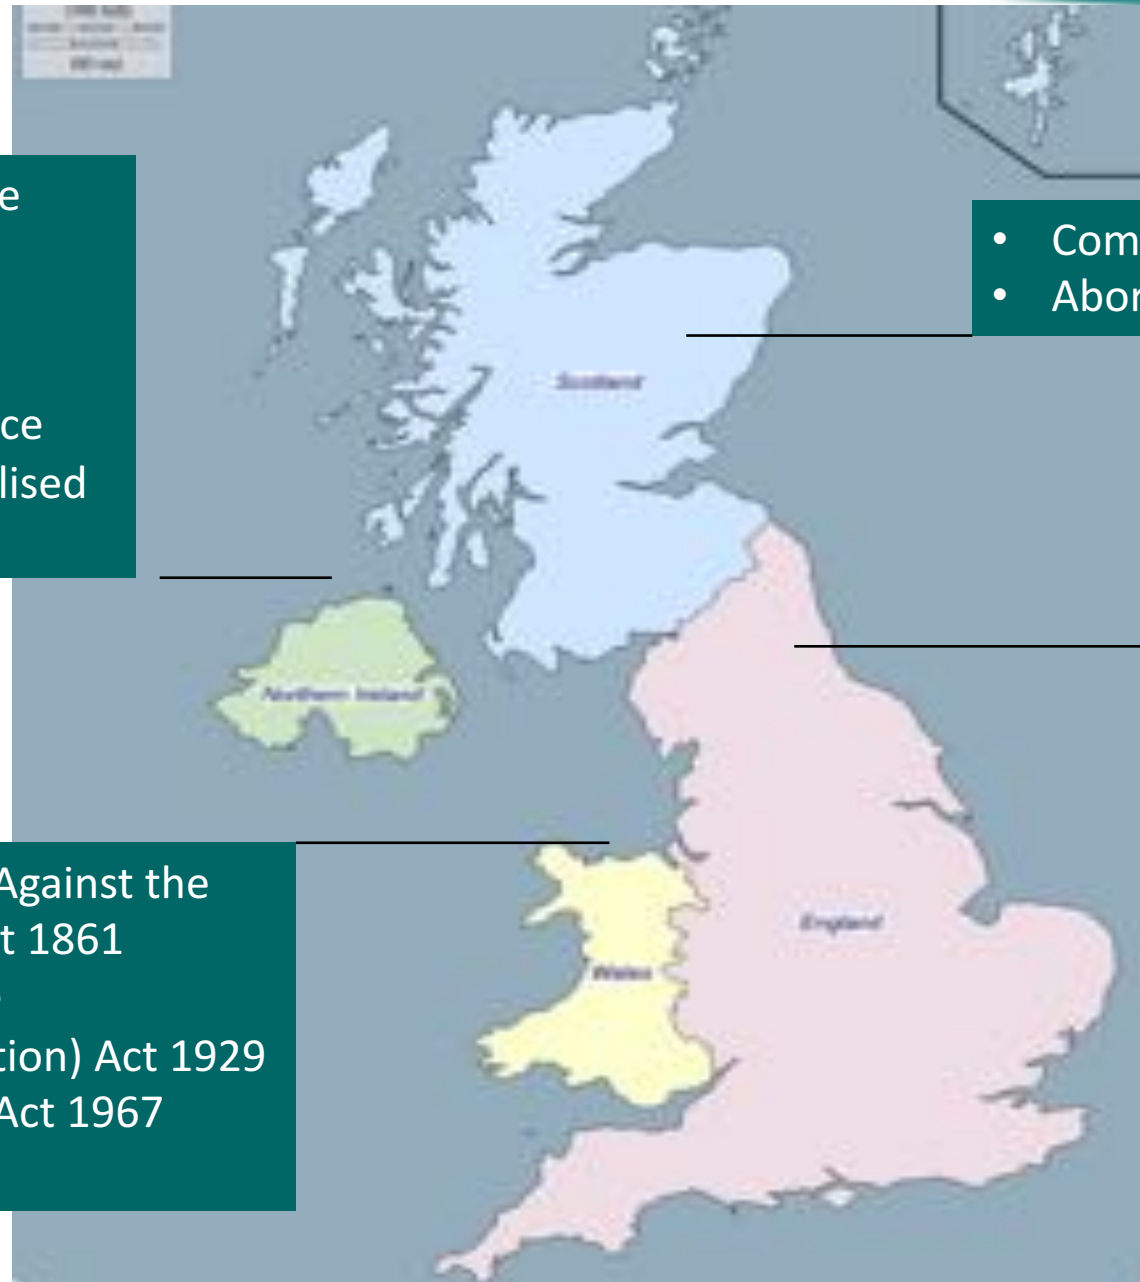 e
ce
lised
• Com
• Abor
Scotland
Northern Ireland
Against the
t 1861
tion) Act 1929
Act 1967
England
Wales